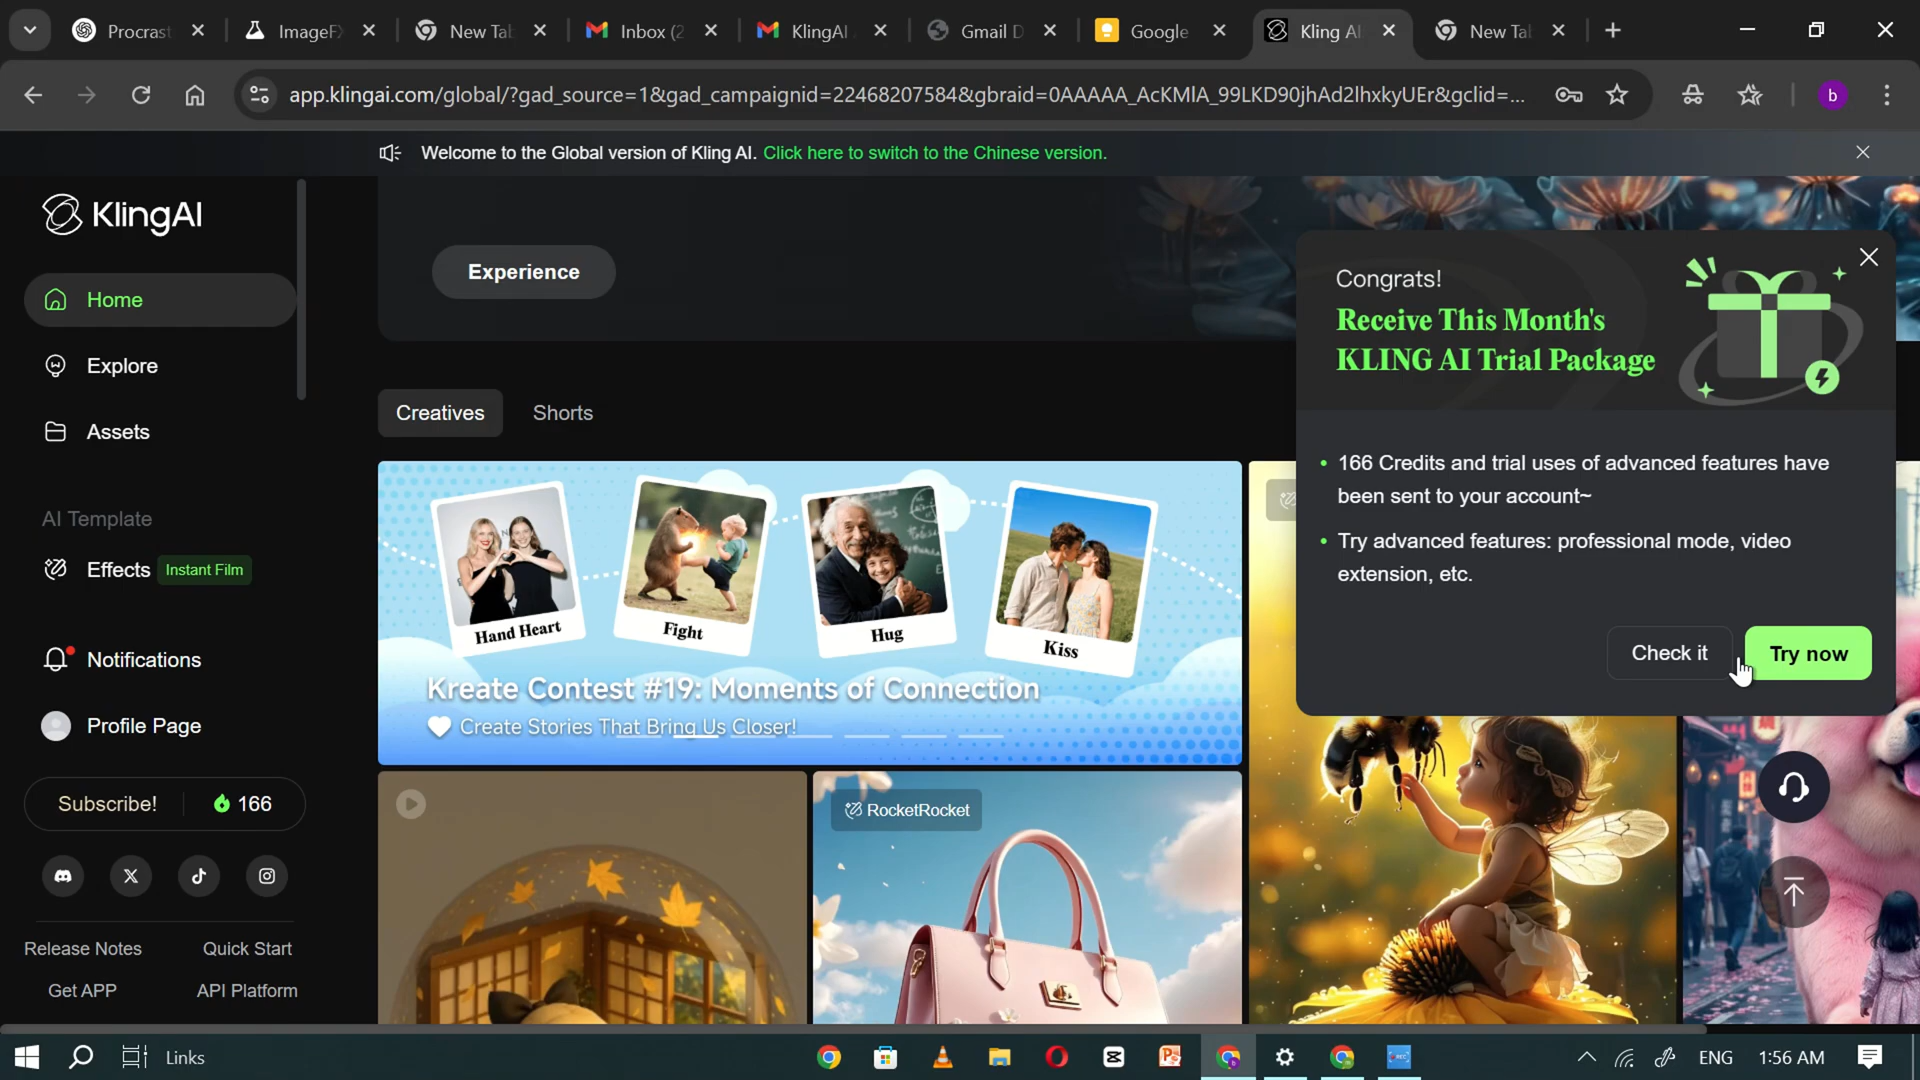 Procrast
ImageFX
New Tab
Inbox (2
KlingAI
Gmail D
Google
Kling AI
New Tab
app.klingai.com/global/?gad_source=1&gad_campaignid=22468207584&gbraid=0AAAAA_AcKMlA_99LKD90jhAd2lhxkyUEr&gclid=...
b
Welcome to the Global version of Kling AI. Click here to switch to the Chinese version.
KlingAI
Home
Explore
Assets
AI Template
Effects
Instant Film
Notifications
Profile Page
Subscribe!
166
Release Notes
Quick Start
Get APP
API Platform
Experience
Creatives
Shorts
Hand Heart
Fight
Hug
Kiss
Kreate Contest #19: Moments of Connection
Create Stories That Bring Us Closer!
RocketRocket
Congrats!
Receive This Month's
KLING AI Trial Package
166 Credits and trial uses of advanced features have
been sent to your account~
Try advanced features: professional mode, video
extension, etc.
Check it
Try now
Links
ENG
1:56 AM